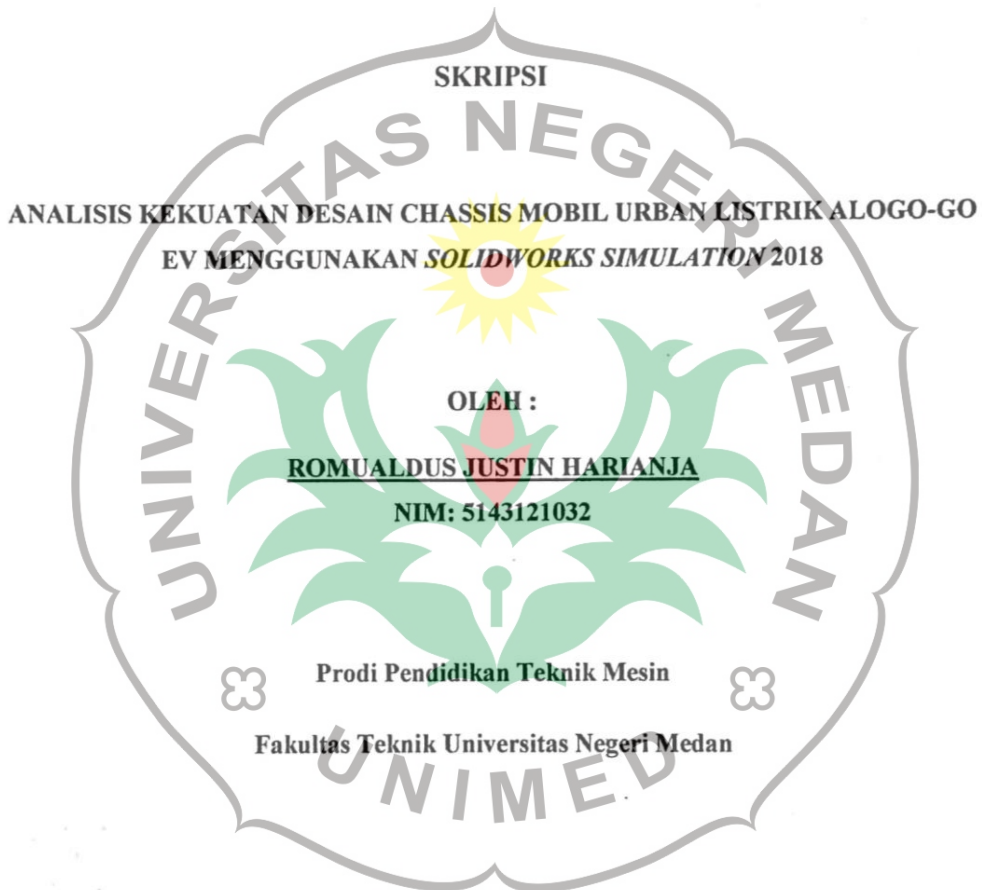 SKRIPSI
ANALISIS KEKUATAN DESAIN CHASSIS MOBIL URBAN LISTRIK ALOGO-GO
EV MENGGUNAKAN SOLIDWORKS SIMULATION 2018
OLEH :
ROMUALDUS JUSTIN HARIANJA
NIM: 5143121032
Prodi Pendidikan Teknik Mesin
Fakultas Teknik Universitas Negeri Medan
UNIVERSITAS NEGERI MEDAN
UNIMED